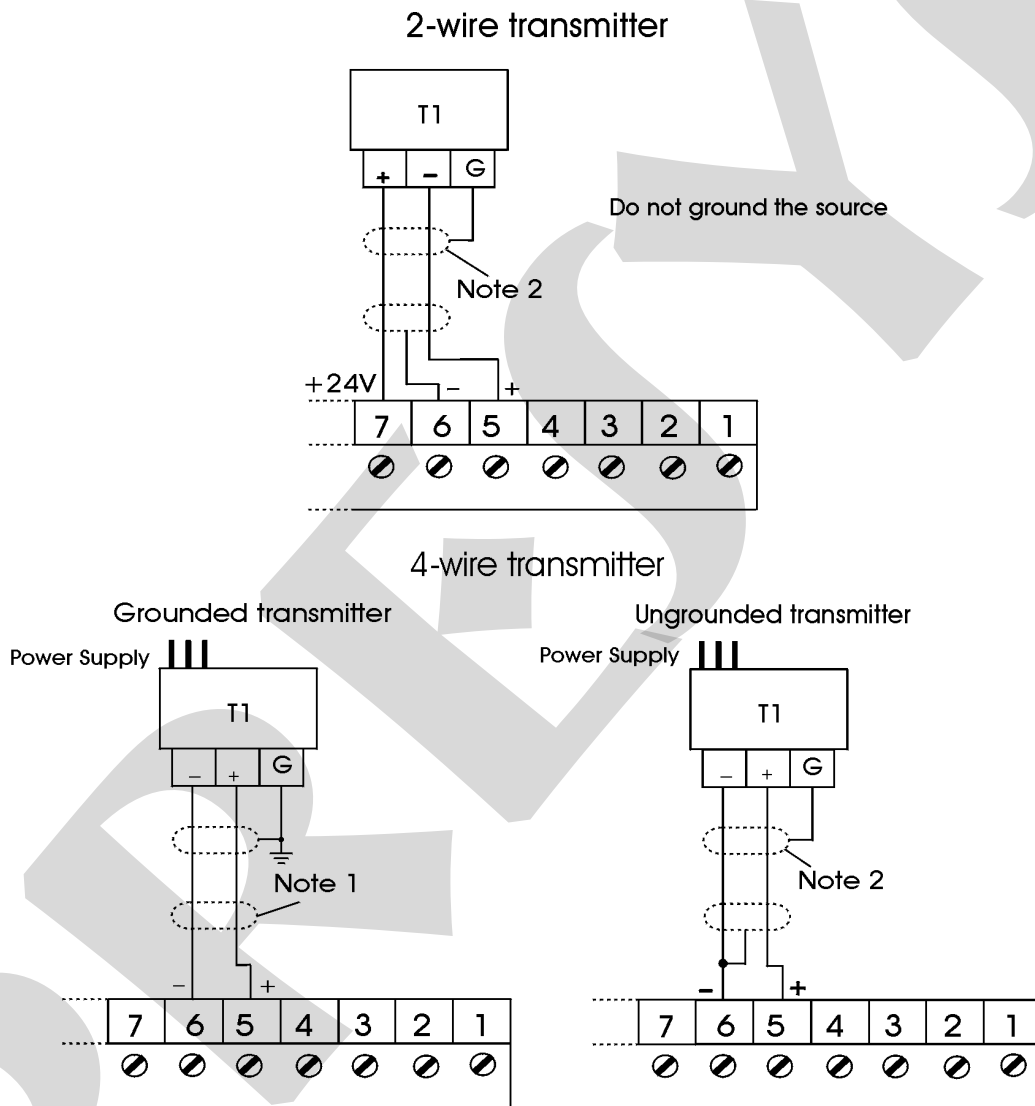 2-wire transmitter
T1
+ − G
Do not ground the source
Note 2
+24V − +
7 6 5 4 3 2 1
4-wire transmitter
Grounded transmitter
Power Supply
T1
− + G
Note 1
− +
7 6 5 4 3 2 1
Ungrounded transmitter
Power Supply
T1
− + G
Note 2
− +
7 6 5 4 3 2 1